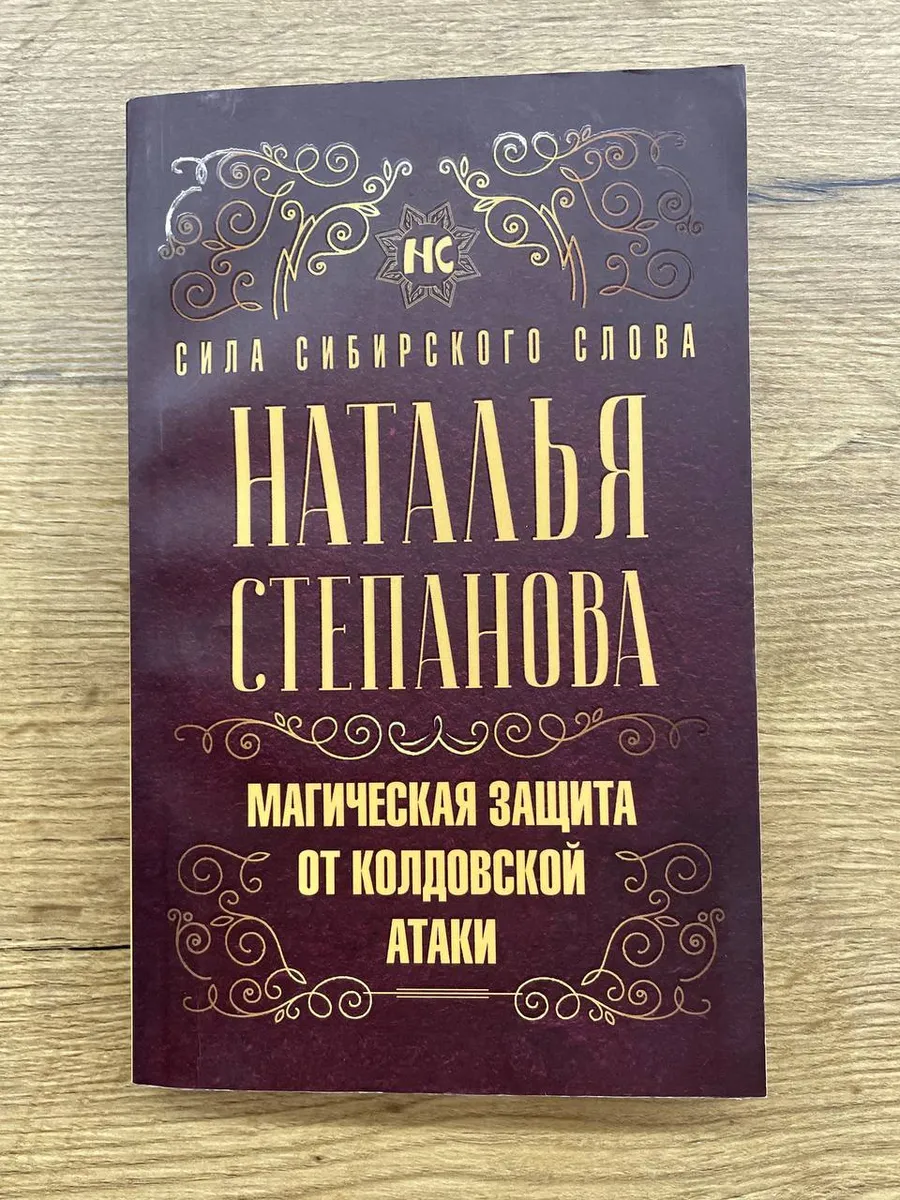 НС
СИЛА СИБИРСКОГО СЛОВА
НАТАЛЬЯ
СТЕПАНОВА
МАГИЧЕСКАЯ ЗАЩИТА
ОТ КОЛДОВСКОЙ
АТАКИ